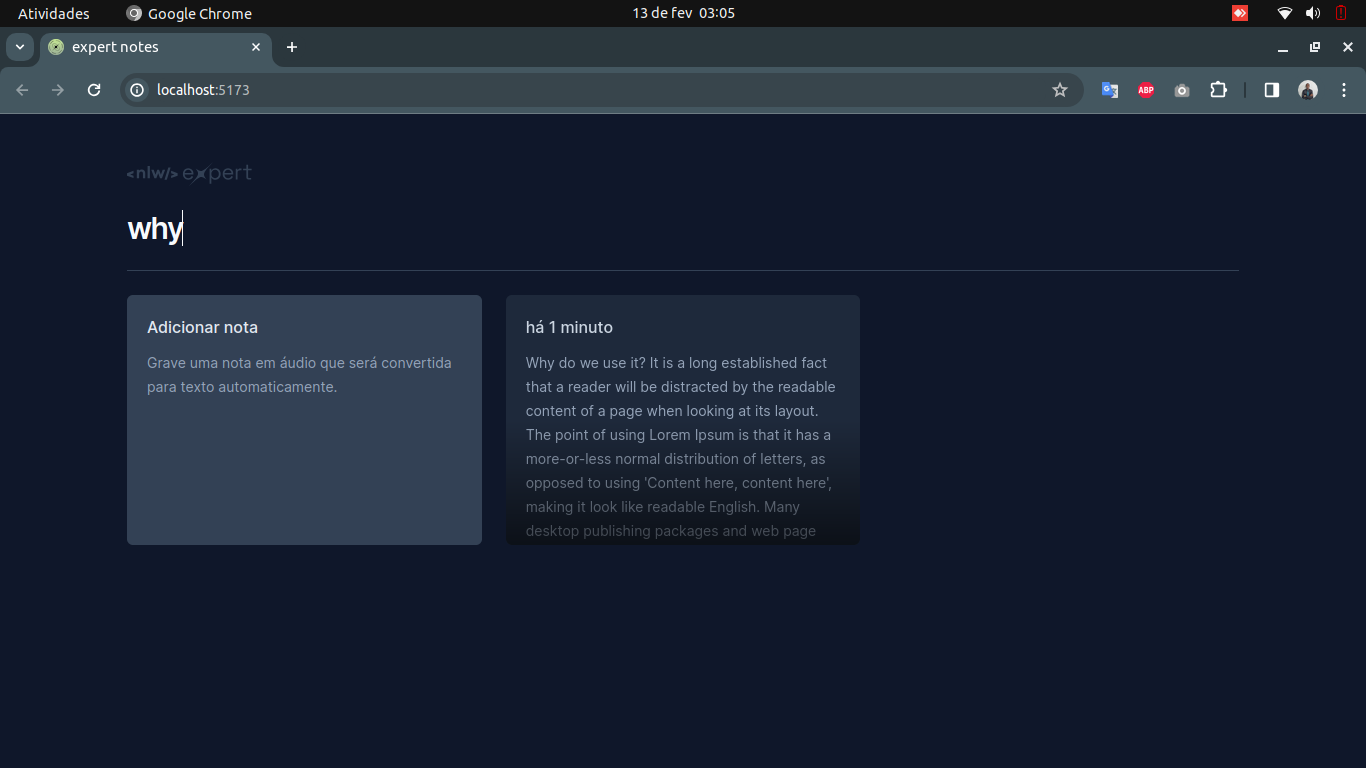 Atividades
Google Chrome
13 de fev 03:05
expert notes
localhost:5173
ABP
<nlw/> expert
why
Adicionar nota
Grave uma nota em áudio que será convertida
para texto automaticamente.
há 1 minuto
Why do we use it? It is a long established fact
that a reader will be distracted by the readable
content of a page when looking at its layout.
The point of using Lorem Ipsum is that it has a
more-or-less normal distribution of letters, as
opposed to using 'Content here, content here',
making it look like readable English. Many
desktop publishing packages and web page